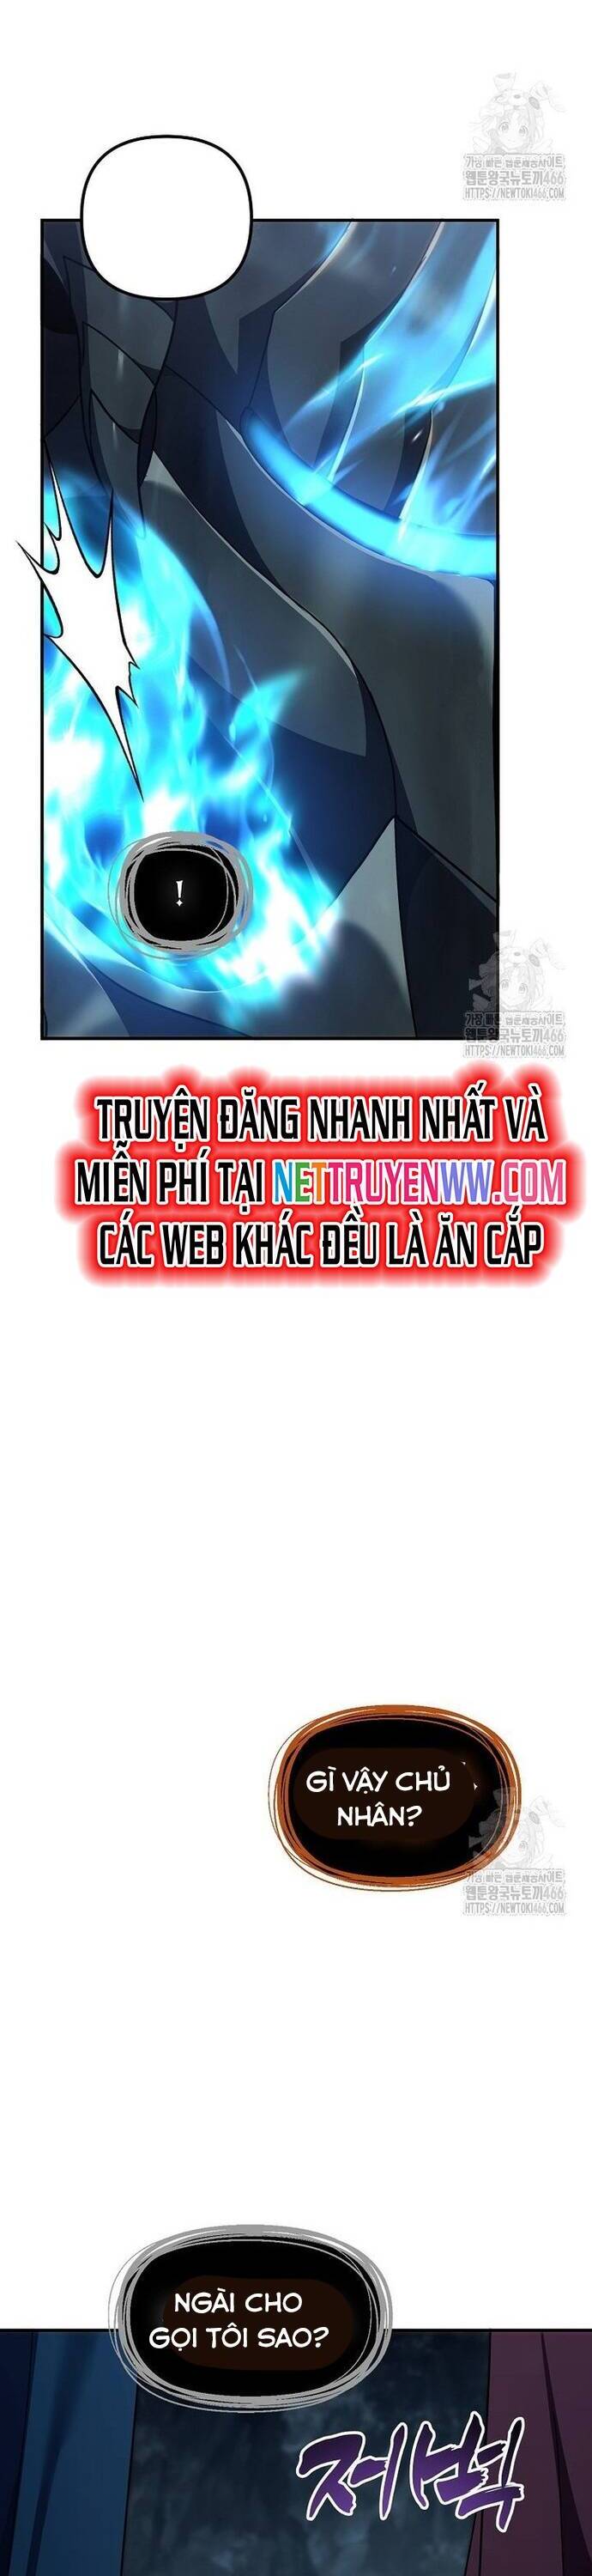 가장 빠른 웹툰제공사이트,
웹툰왕국뉴토끼466
HTTPS://NEWTOKI466.COM
!
가장 빠른 웹툰제공사이트,
웹툰왕국뉴토끼466
HTTPS://NEWTOKI466.COM
TRUYỆN ĐĂNG NHANH NHẤT VÀ
MIỄN PHÍ TẠI NETTRUYENWW.COM
CÁC WEB KHÁC ĐỀU LÀ ĂN CẮP
GÌ VẬY CHỦ
NHÂN?
가장 빠른 웹툰제공사이트,
웹툰왕국뉴토끼466
HTTPS://NEWTOKI466.COM
NGÀI CHO
GỌI TÔI SAO?
저벅